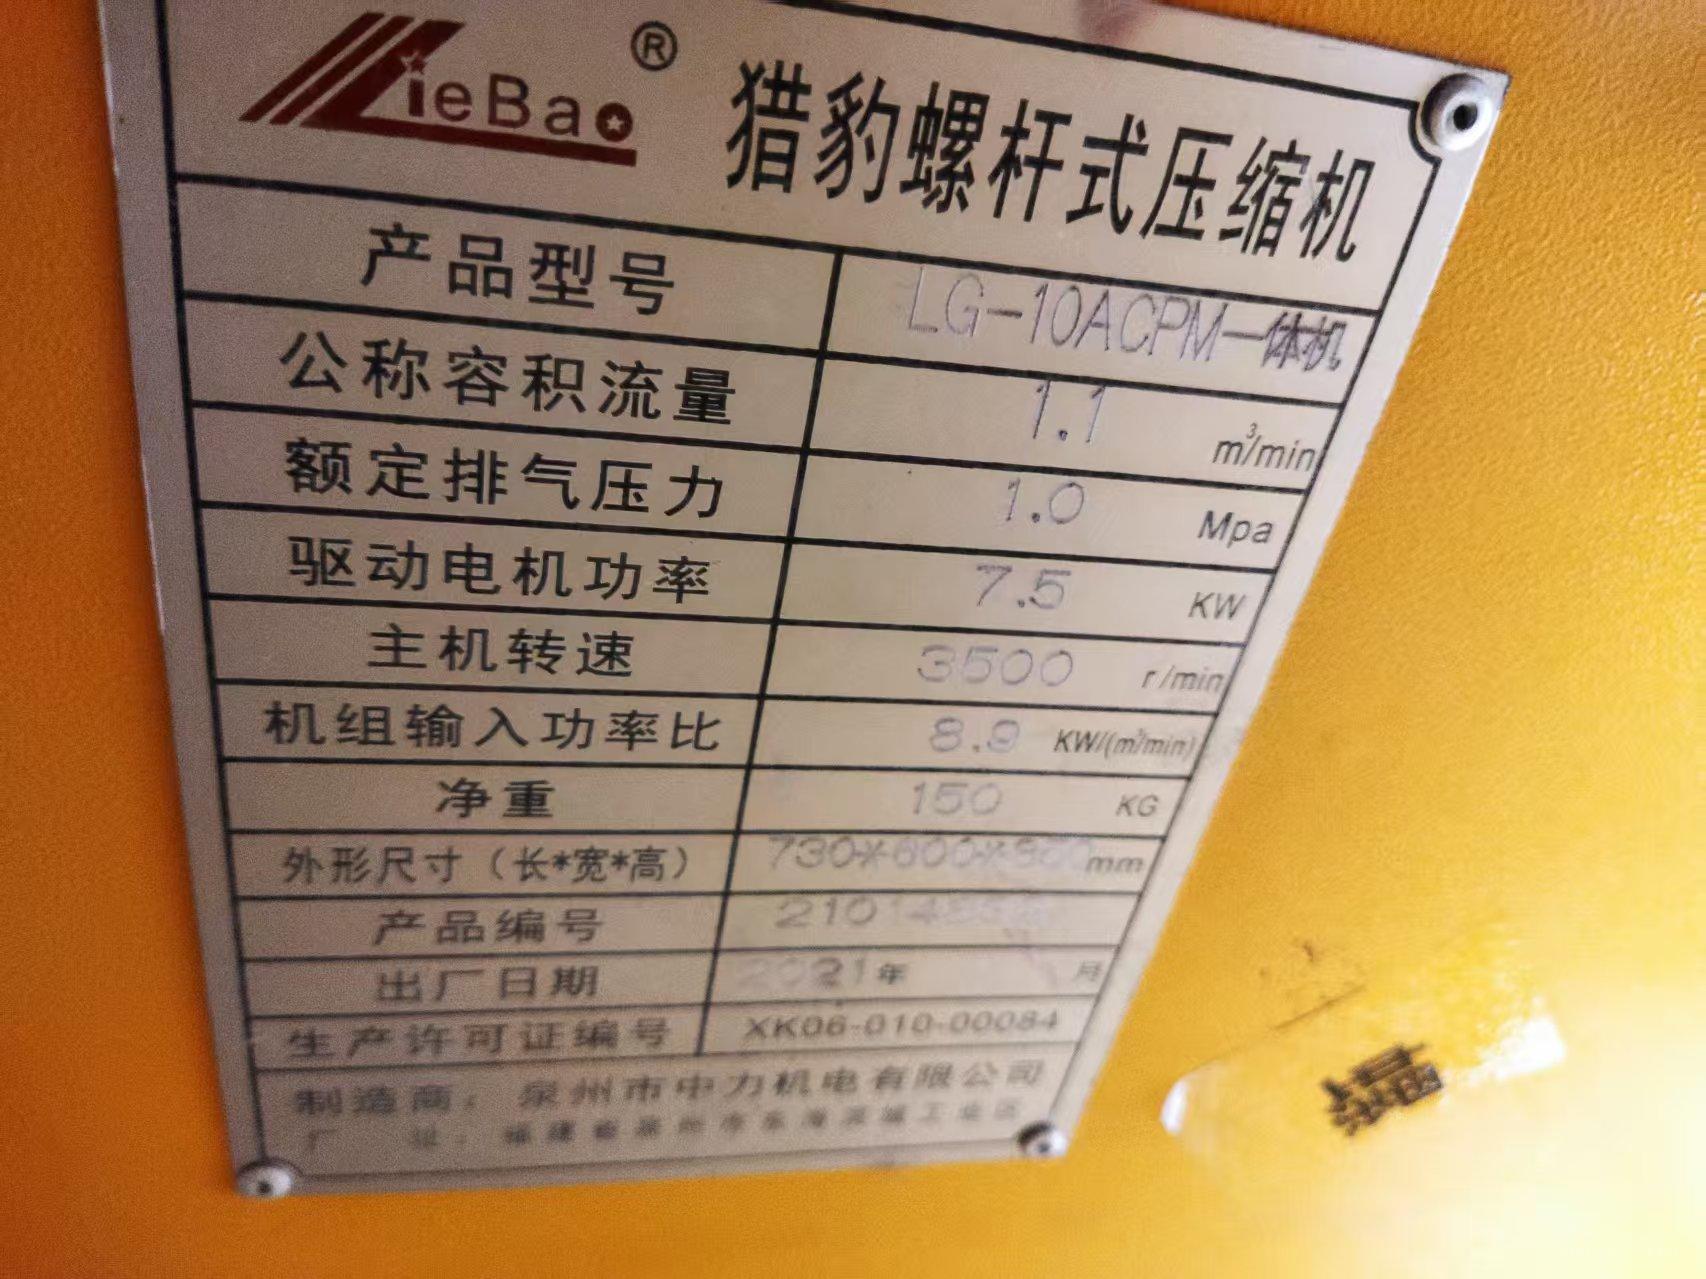 LieBao ®
猎豹螺杆式压缩机
产品型号 LG-10ACPM一体机
公称容积流量 1.1 m³/min
额定排气压力 1.0 Mpa
驱动电机功率 7.5 KW
主机转速 3500 r/min
机组输入功率比 8.9 KW/(m³/min)
净重 150 KG
外形尺寸（长*宽*高） 730*600*mm
产品编号
出厂日期 2021年 月
生产许可证编号 XK06-010-00084
制造商：泉州市中力机电有限公司
厂 址：